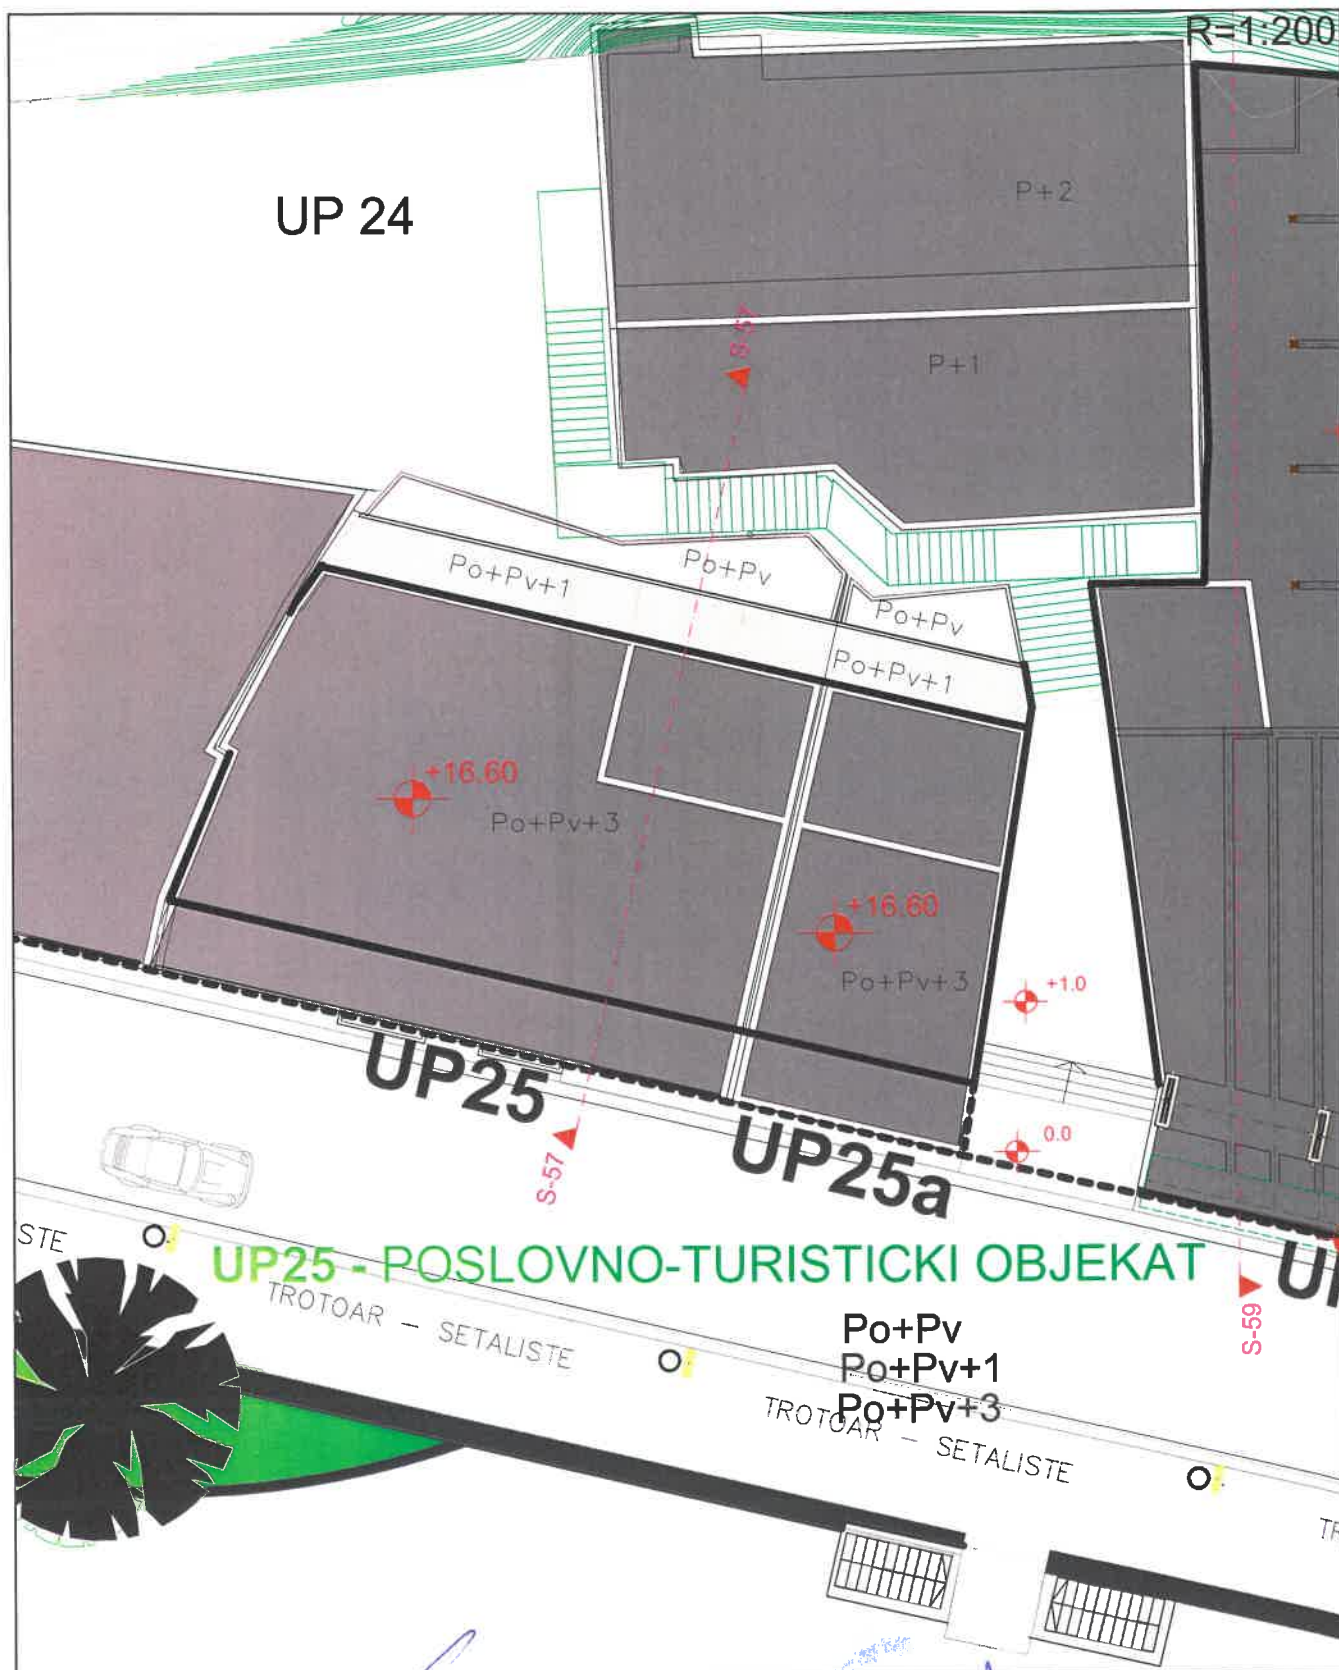 R=1:200
UP 24
P+2
S-57
P+1
Po+Pv+1
Po+Pv
Po+Pv
Po+Pv+1
+16.60
Po+Pv+3
+16.60
Po+Pv+3
+1.0
UP25
0.0
S-57
UP25a
STE
UP25 - POSLOVNO-TURISTICKI OBJEKAT
TROTOAR - SETALISTE
S-59
Po+Pv
Po+Pv+1
Po+Pv+3
TROTOAR - SETALISTE